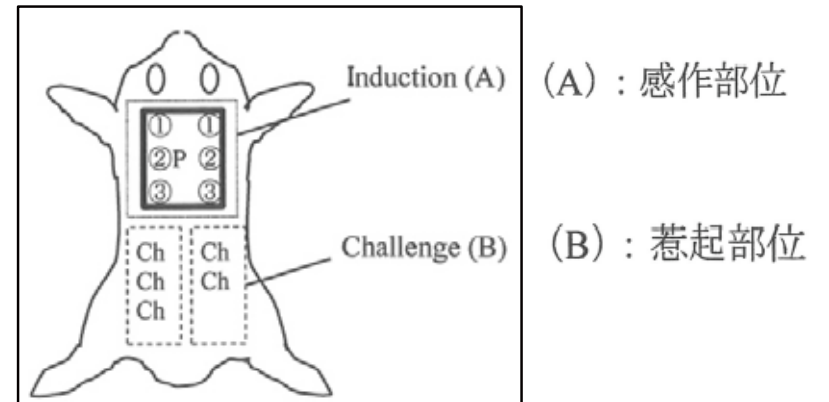 Induction (A)
(A) : 感作部位
① ①
②P ②
③ ③
Challenge (B)
(B) : 惹起部位
Ch Ch
Ch Ch
Ch